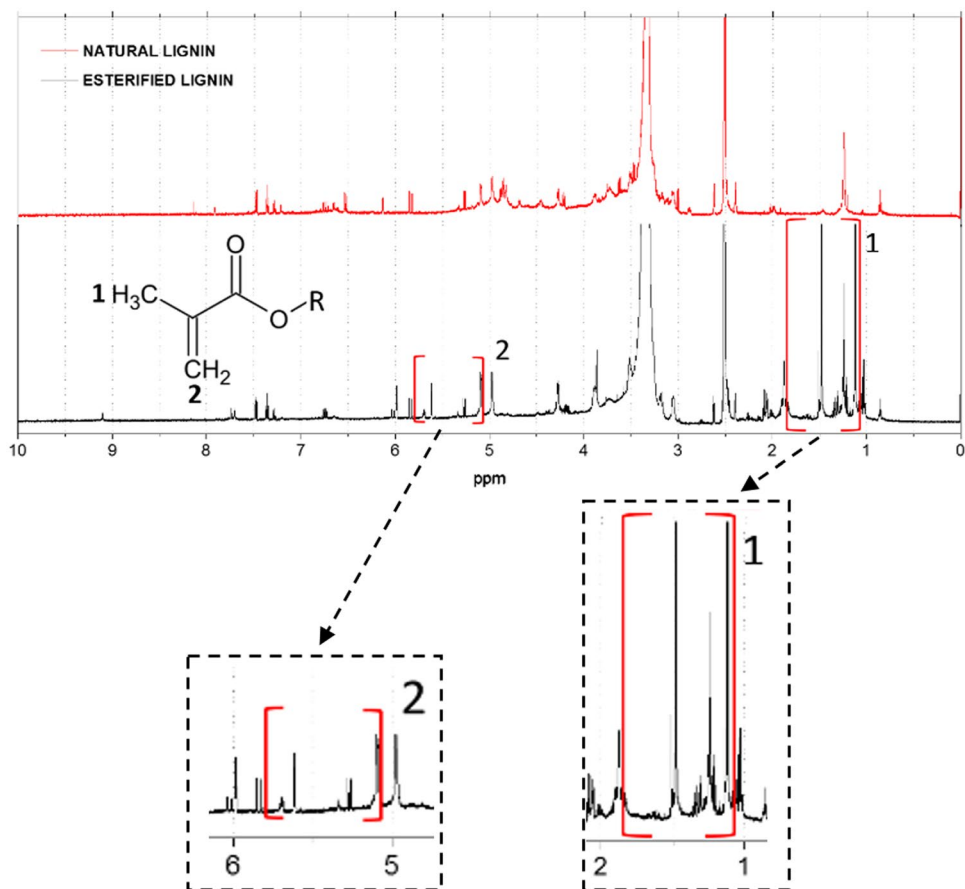 NATURAL LIGNIN
ESTERIFIED LIGNIN
1
O
1 H₃C
O
R
CH₂
2
2
10 9 8 7 6 5 4 3 2 1 0
ppm
1
2
6 5
2 1